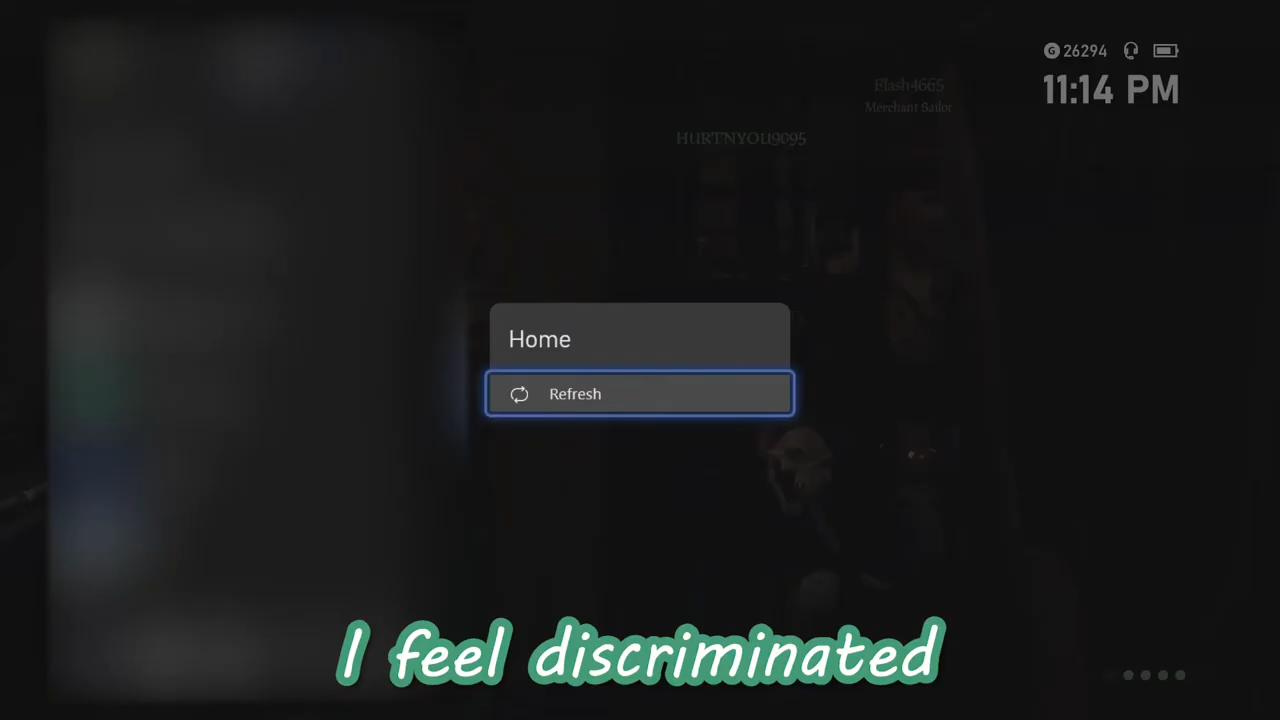 G 26294
11:14 PM
Flash4665
Merchant Sailor
HURTNYOU9095
Home
Refresh
I feel discriminated